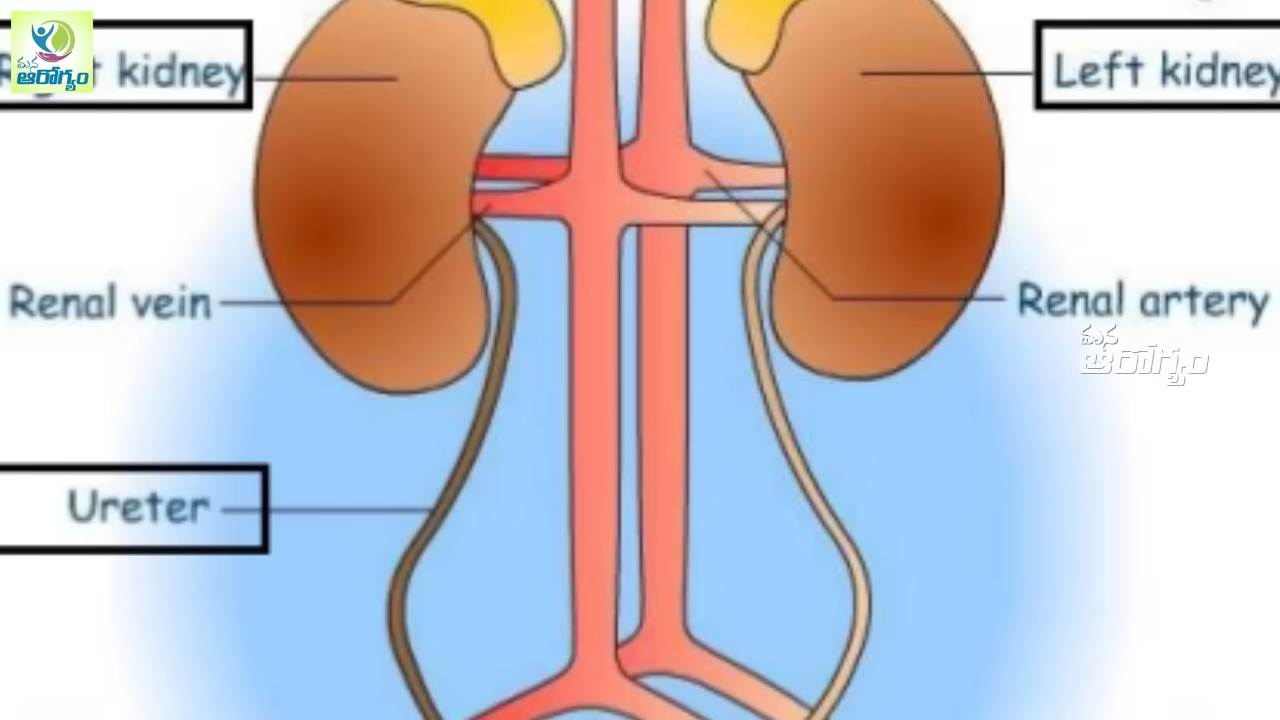 మన
ఆరోగ్యం
kidney
Left kidney
Renal vein
Renal artery
మన
ఆరోగ్యం
Ureter